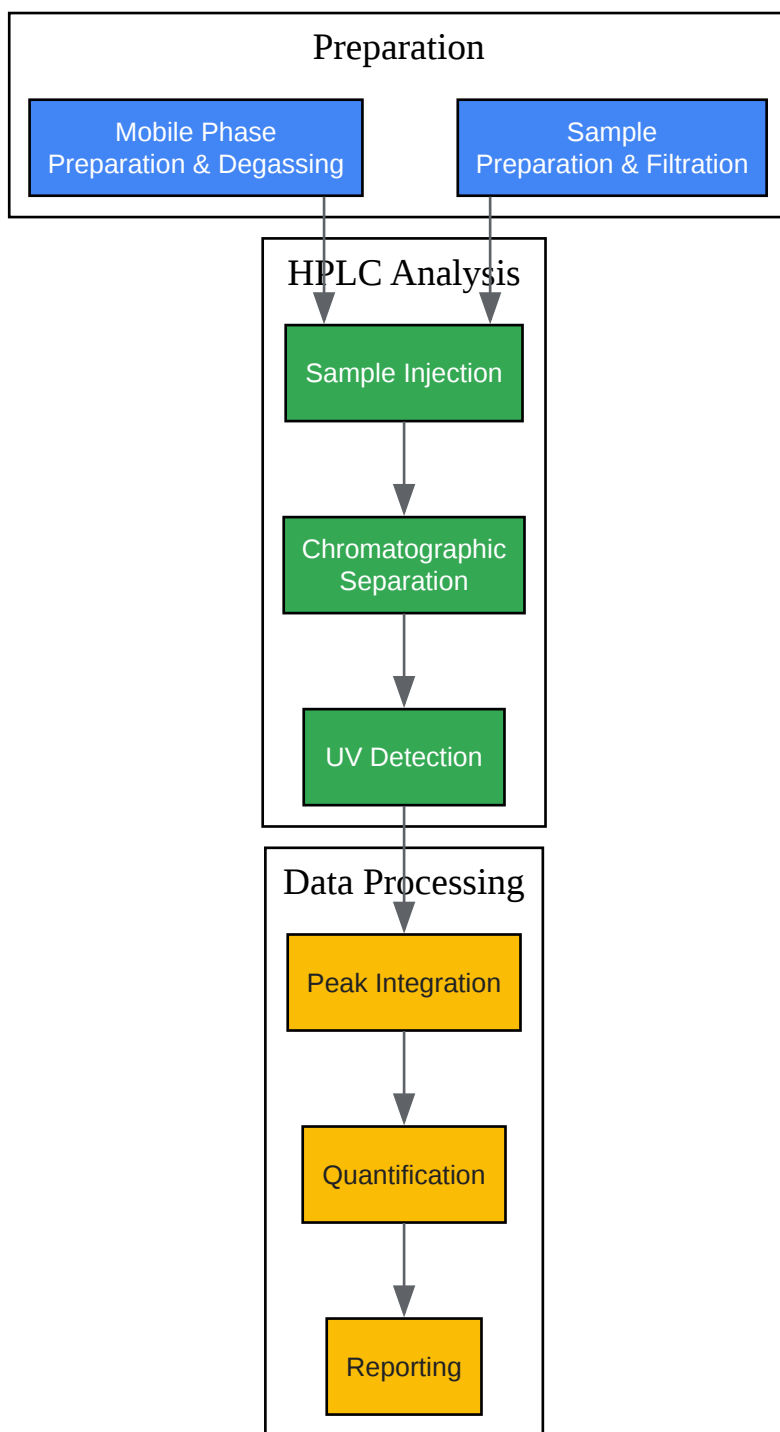 Preparation
Mobile Phase
Preparation & Degassing
Sample
Preparation & Filtration
HPLC Analysis
Sample Injection
Chromatographic
Separation
UV Detection
Data Processing
Peak Integration
Quantification
Reporting